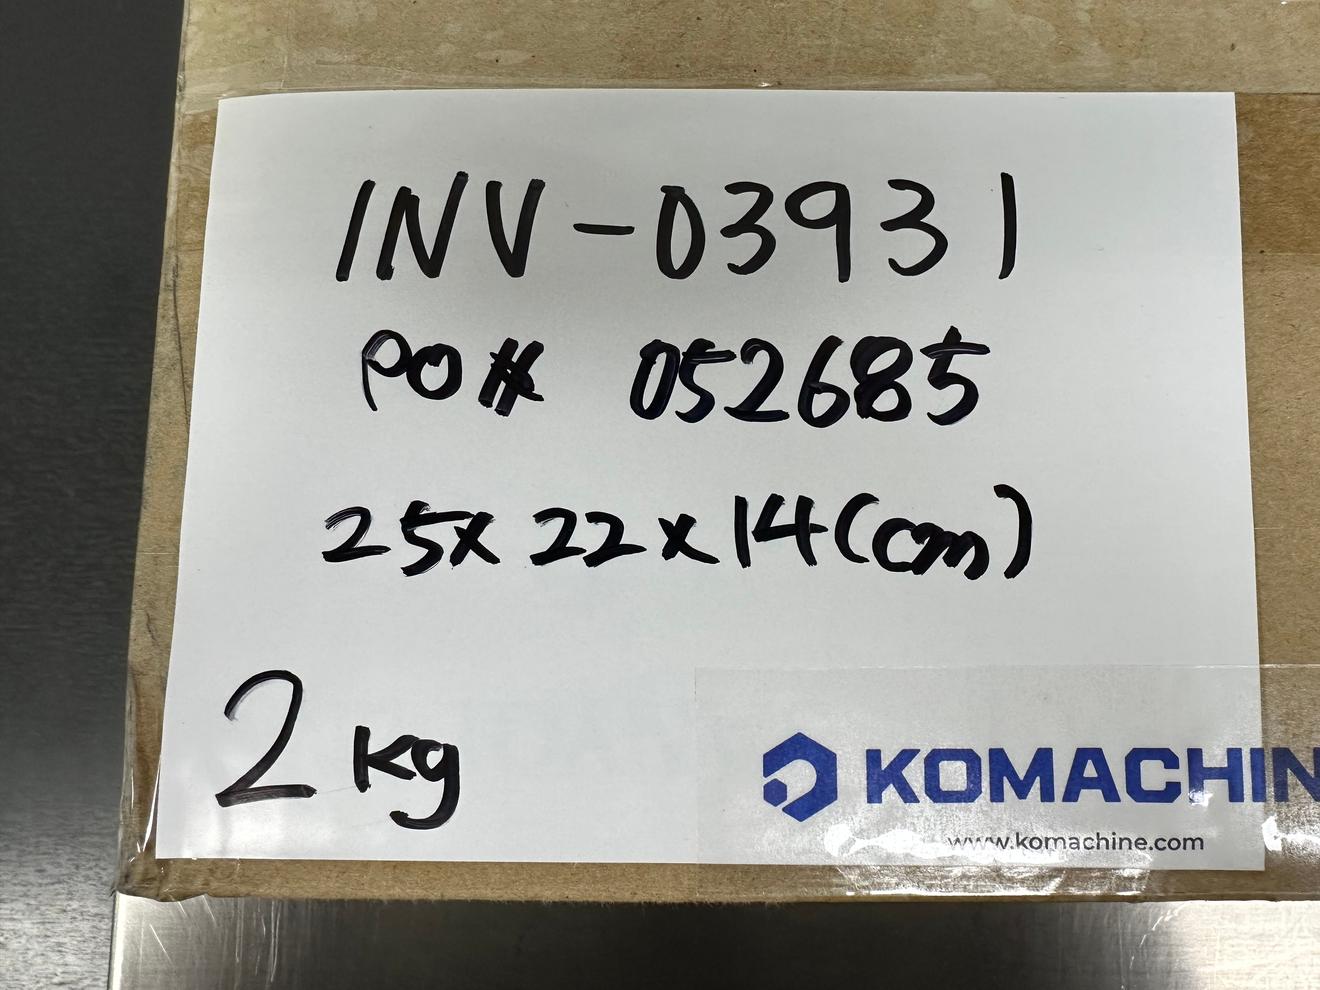 INV-03931
PO# 052685
25x22x14(cm)
2kg
KOMACHIN
www.komachine.com